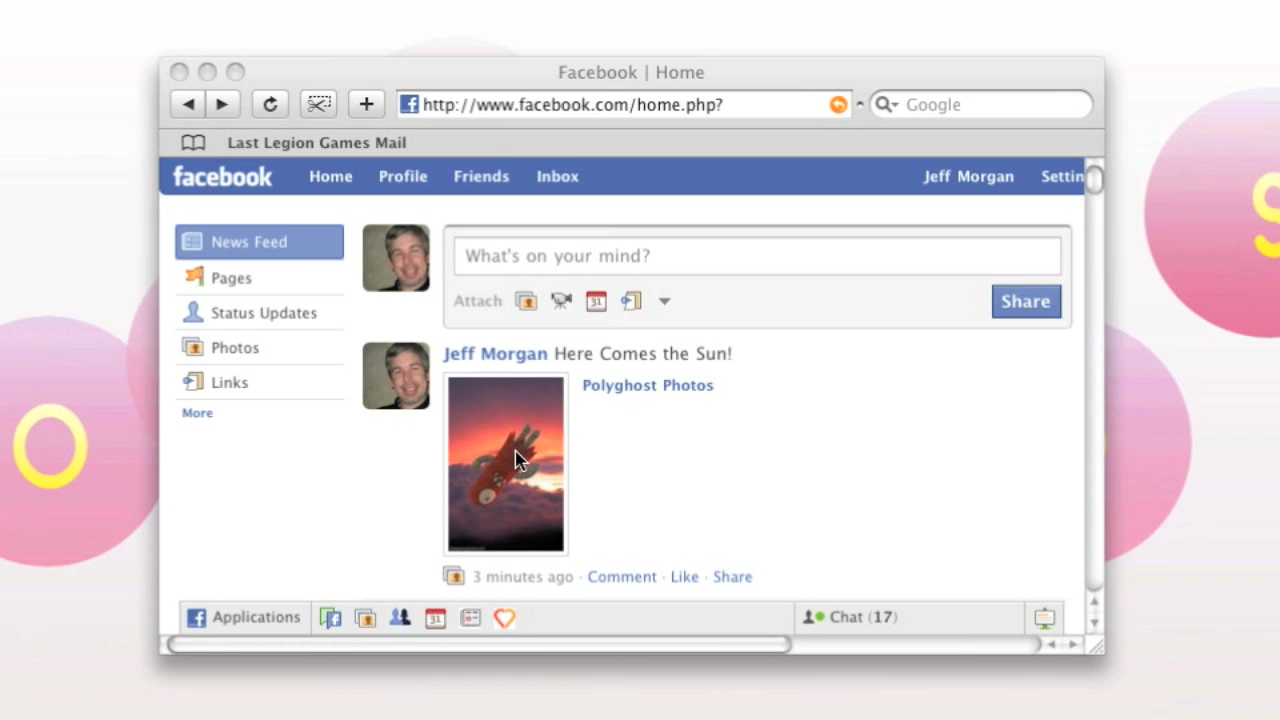 Facebook | Home
http://www.facebook.com/home.php?
Google
Last Legion Games Mail
facebook Home Profile Friends Inbox Jeff Morgan Settin
News Feed
Pages
Status Updates
Photos
Links
More
What's on your mind?
Attach 31 Share
Jeff Morgan Here Comes the Sun!
Polyghost Photos
3 minutes ago · Comment · Like · Share
Applications 31 Chat (17)
O
S